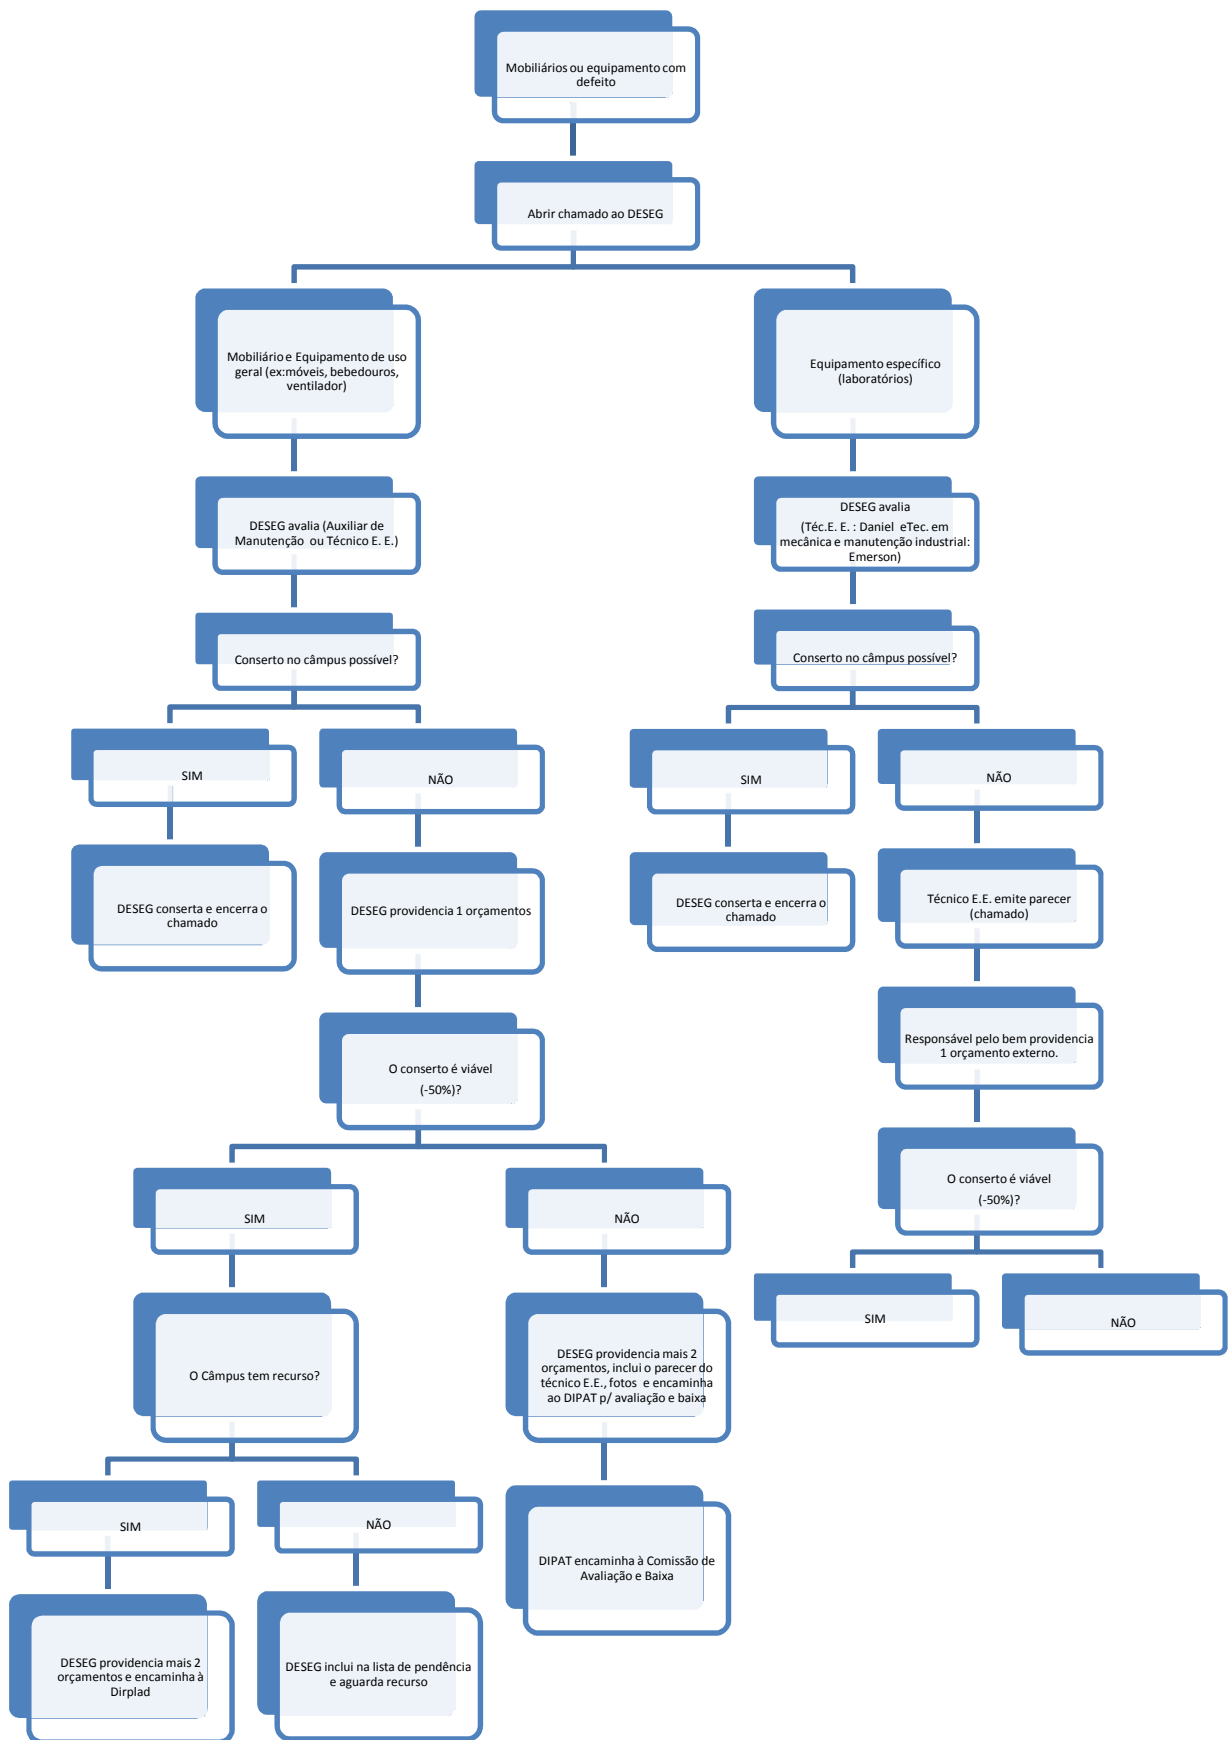 Mobiliários ou equipamento com
defeito
Abrir chamado ao DESEG
Mobiliário e Equipamento de uso
geral (ex:móveis, bebedouros,
ventilador)
Equipamento específico
(laboratórios)
DESEG avalia (Auxiliar de
Manutenção ou Técnico E. E.)
DESEG avalia
(Téc.E. E. : Daniel eTec. em
mecânica e manutenção industrial:
Emerson)
Conserto no câmpus possível?
Conserto no câmpus possível?
SIM
NÃO
SIM
NÃO
DESEG conserta e encerra o
chamado
DESEG providencia 1 orçamentos
DESEG conserta e encerra o
chamado
Técnico E.E. emite parecer
(chamado)
Responsável pelo bem providencia
1 orçamento externo.
O conserto é viável
(-50%)?
O conserto é viável
(-50%)?
SIM
NÃO
SIM
NÃO
O Câmpus tem recurso?
DESEG providencia mais 2
orçamentos, inclui o parecer do
técnico E.E., fotos e encaminha
ao DIPAT p/ avaliação e baixa
SIM
NÃO
DIPAT encaminha à Comissão de
Avaliação e Baixa
DESEG providencia mais 2
orçamentos e encaminha à
Dirplad
DESEG inclui na lista de pendência
e aguarda recurso